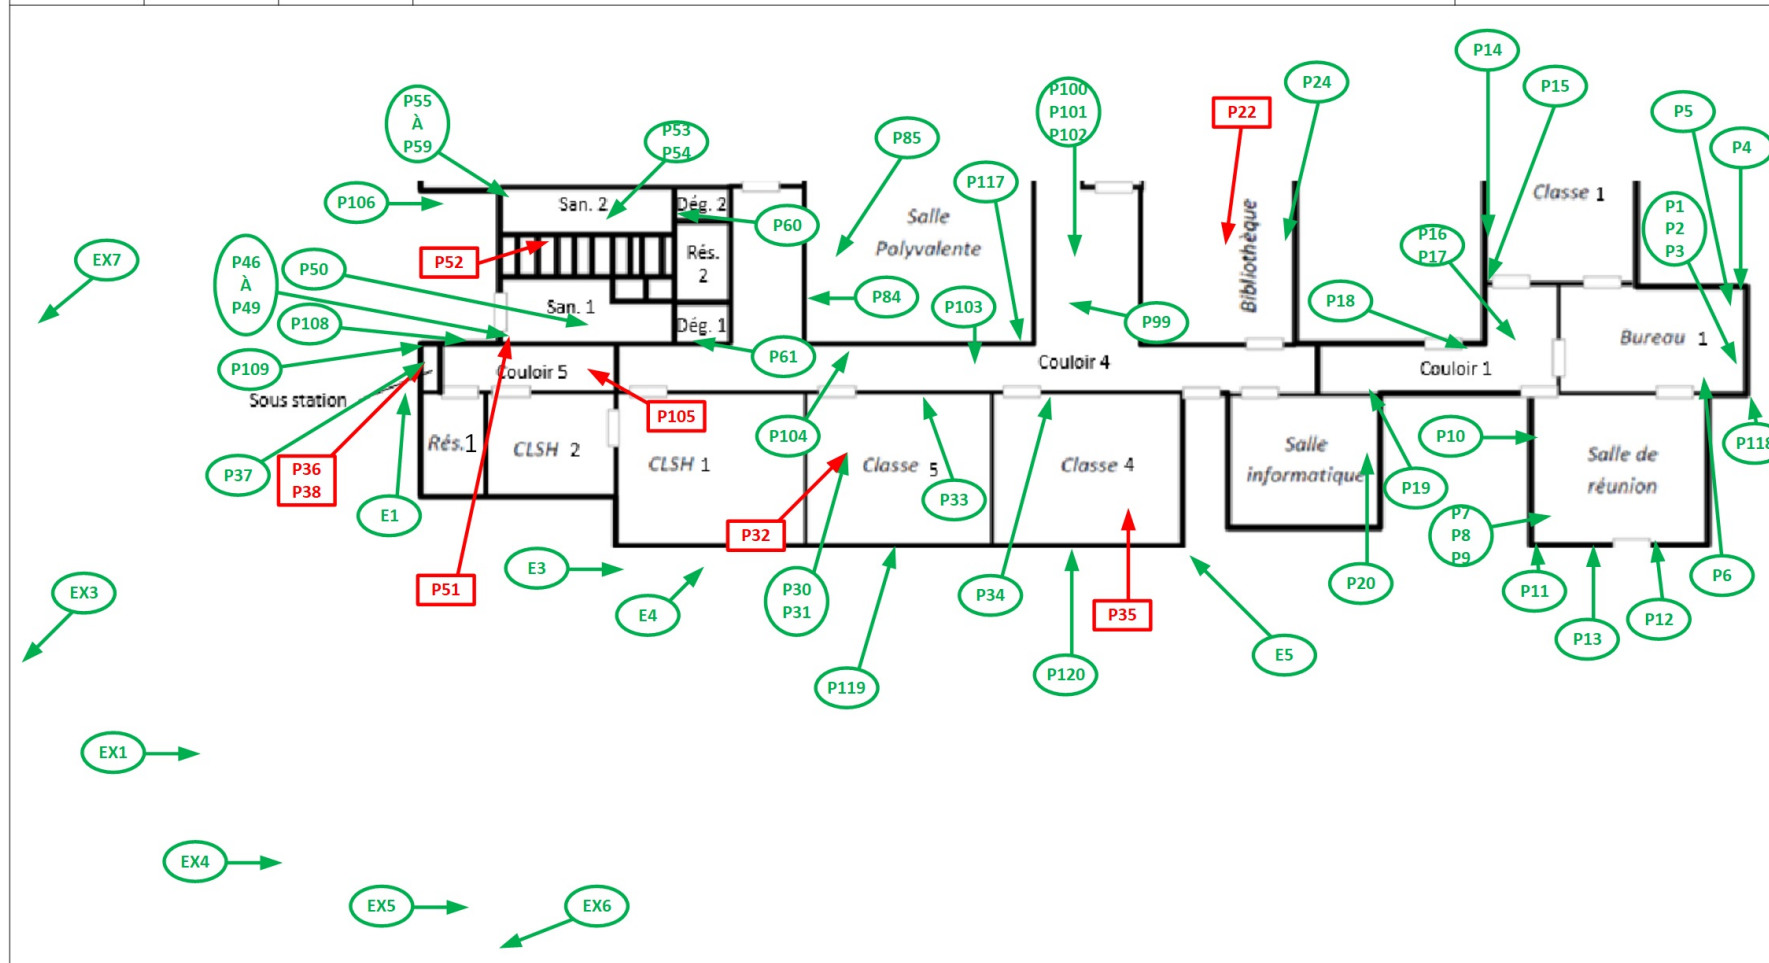 P14
P15
P24
P100
P101
P102
P22
P55
À
P59
P53
P54
P85
P5
P4
P117
P106
San. 2
Dég. 2
P60
Salle
Polyvalente
Bibliothèque
Classe 1
P1
P2
P3
EX7
P52
P16
P17
P46
À
P49
P50
Rés.
2
P84
P18
San. 1
P103
P99
P108
Dég. 1
Bureau 1
P61
P109
Couloir 5
Couloir 4
Couloir 1
Sous station
P105
P104
P10
P118
Rés.1
CLSH 2
CLSH 1
Classe 5
Classe 4
Salle
informatique
Salle de
réunion
P37
P36
P38
P33
P19
E1
P32
P7
P8
P9
E3
P51
P30
P31
P34
P35
P20
P11
P6
EX3
E4
P13
P12
E5
P119
P120
EX1
EX4
EX5
EX6